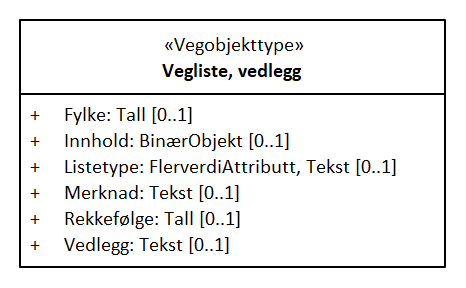 «Vegobjekttype»
Vegliste, vedlegg
+ Fylke: Tall [0..1]
+ Innhold: BinærObjekt [0..1]
+ Listetype: FlerverdiAttributt, Tekst [0..1]
+ Merknad: Tekst [0..1]
+ Rekkefølge: Tall [0..1]
+ Vedlegg: Tekst [0..1]